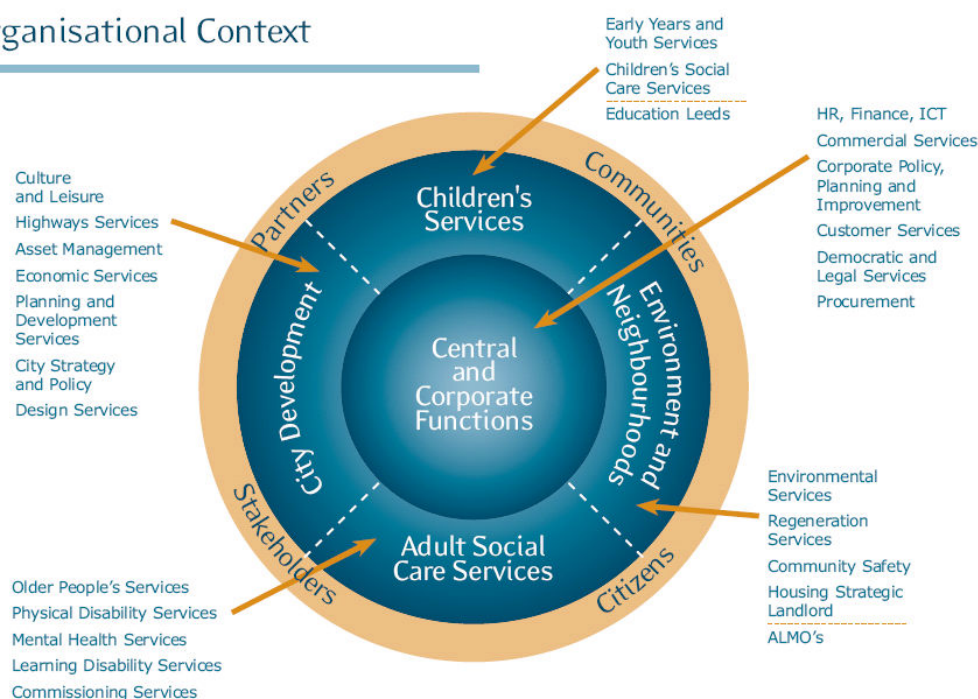 rganisational Context
Early Years and
Youth Services
Children's Social
Care Services
Education Leeds
HR, Finance, ICT
Commercial Services
Corporate Policy,
Planning and
Improvement
Customer Services
Democratic and
Legal Services
Procurement
Culture
and Leisure
Highways Services
Asset Management
Economic Services
Planning and
Development
Services
City Strategy
and Policy
Design Services
Partners
Communities
Children's
Services
City Development
Central
and
Corporate
Functions
Environment and
Neighbourhoods
Adult Social
Care Services
Stakeholders
Citizens
Environmental
Services
Regeneration
Services
Community Safety
Housing Strategic
Landlord
ALMO's
Older People's Services
Physical Disability Services
Mental Health Services
Learning Disability Services
Commissioning Services